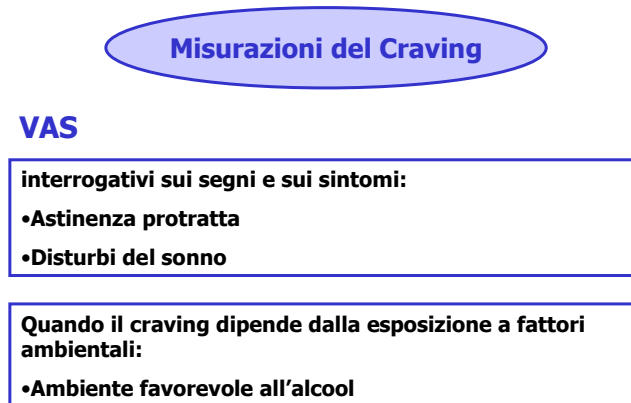 Misurazioni del Craving
VAS
interrogativi sui segni e sui sintomi:
•Astinenza protratta
•Disturbi del sonno
Quando il craving dipende dalla esposizione a fattori
ambientali:
•Ambiente favorevole all’alcool